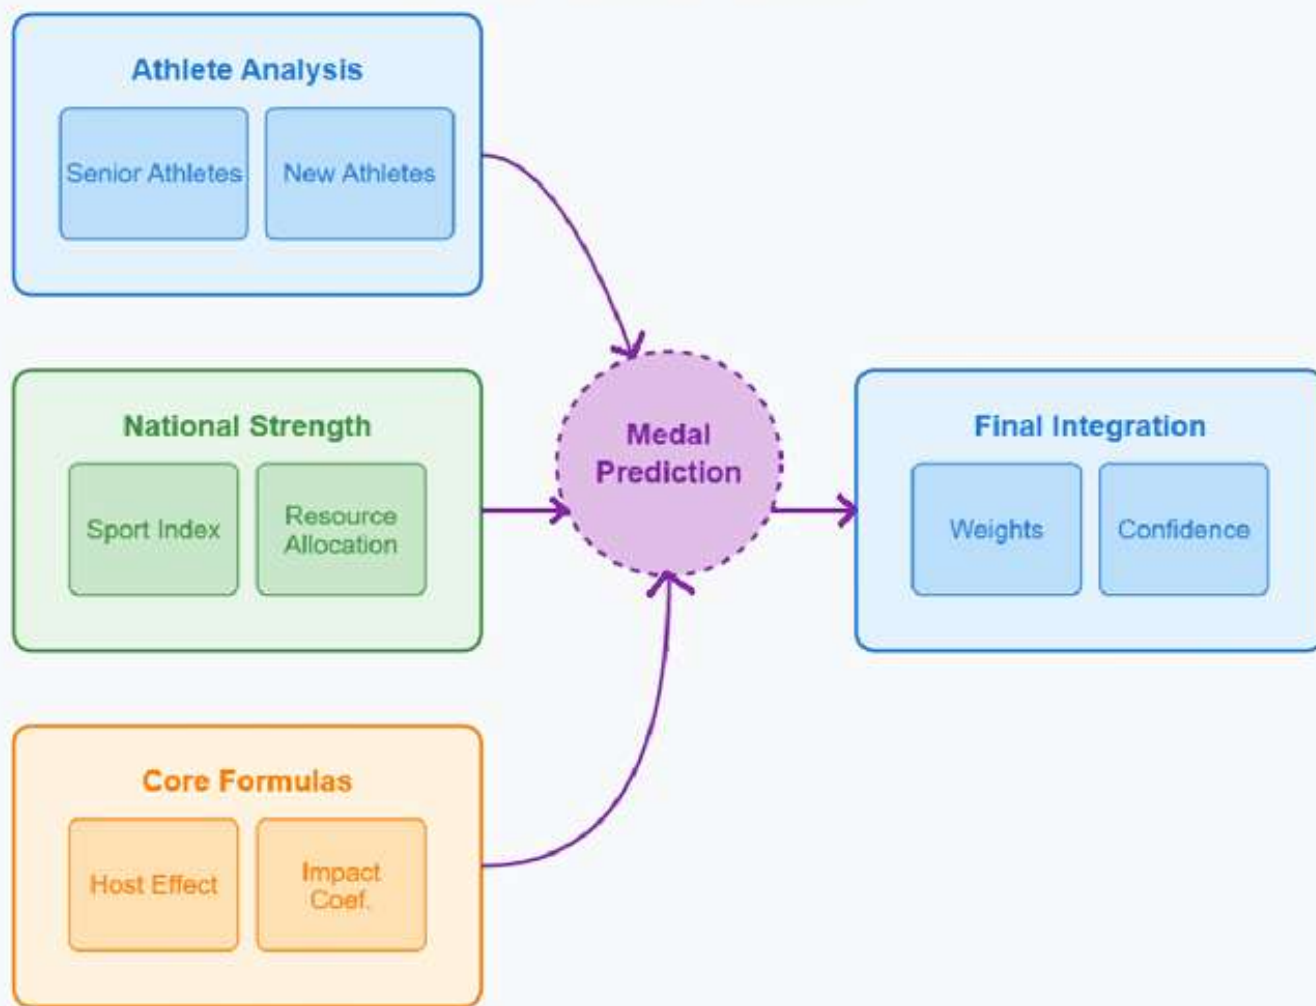 Athlete Analysis
Senior Athletes
New Athletes
National Strength
Sport Index
Resource
Allocation
Core Formulas
Host Effect
Impact
Coef.
Medal
Prediction
Final Integration
Weights
Confidence